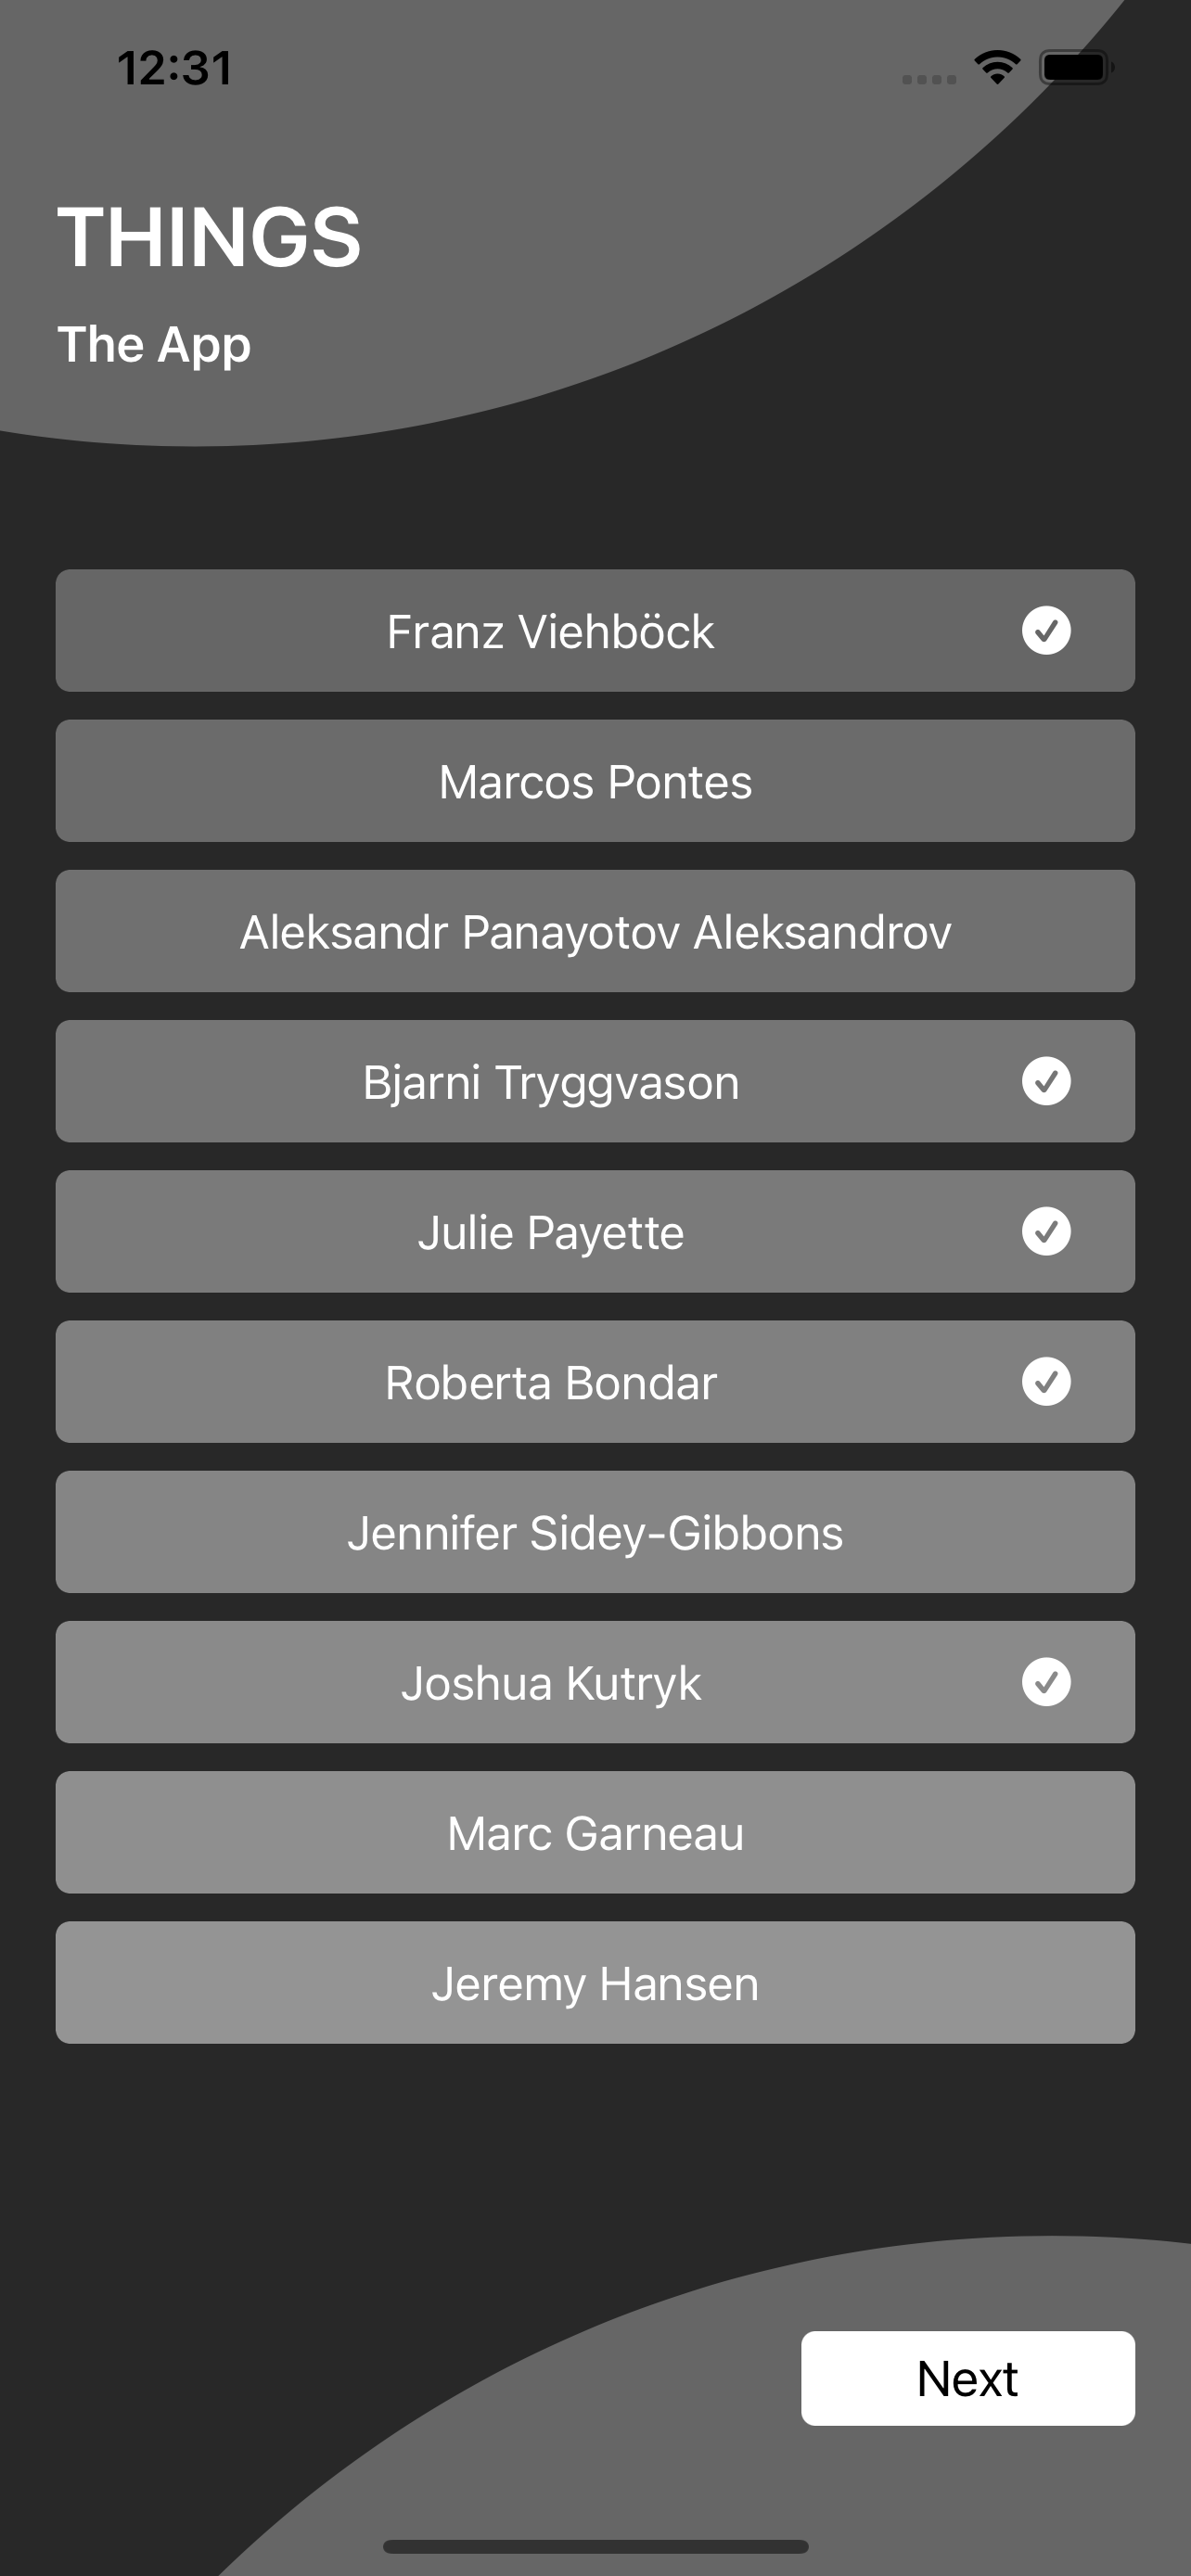 12:31
THINGS
The App
Franz Viehböck
Marcos Pontes
Aleksandr Panayotov Aleksandrov
Bjarni Tryggvason
Julie Payette
Roberta Bondar
Jennifer Sidey-Gibbons
Joshua Kutryk
Marc Garneau
Jeremy Hansen
Next